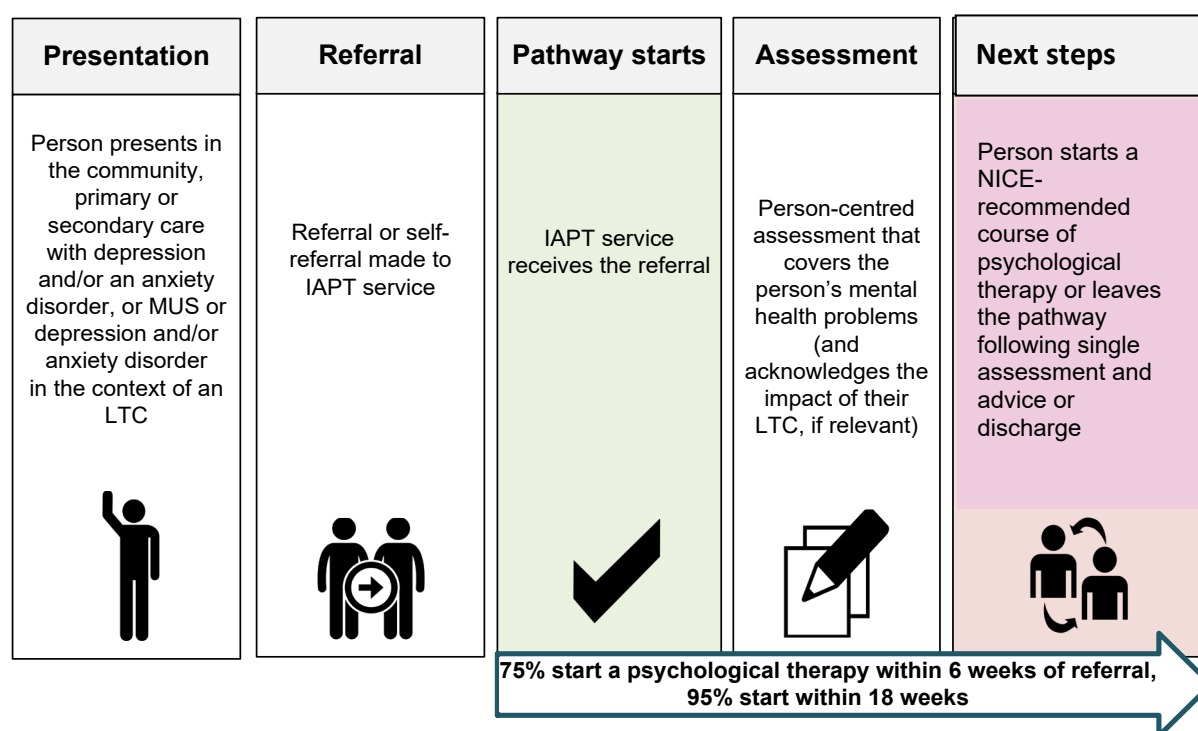 Presentation
Person presents in
the community,
primary or
secondary care
with depression
and/or an anxiety
disorder, or MUS or
depression and/or
anxiety disorder
in the context of an
LTC
Referral
Referral or self-
referral made to
IAPT service
Pathway starts
IAPT service
receives the referral
Assessment
Person-centred
assessment that
covers the
person’s mental
health problems
(and
acknowledges the
impact of their
LTC, if relevant)
Next steps
Person starts a
NICE-
recommended
course of
psychological
therapy or leaves
the pathway
following single
assessment and
advice or
discharge
75% start a psychological therapy within 6 weeks of referral,
95% start within 18 weeks